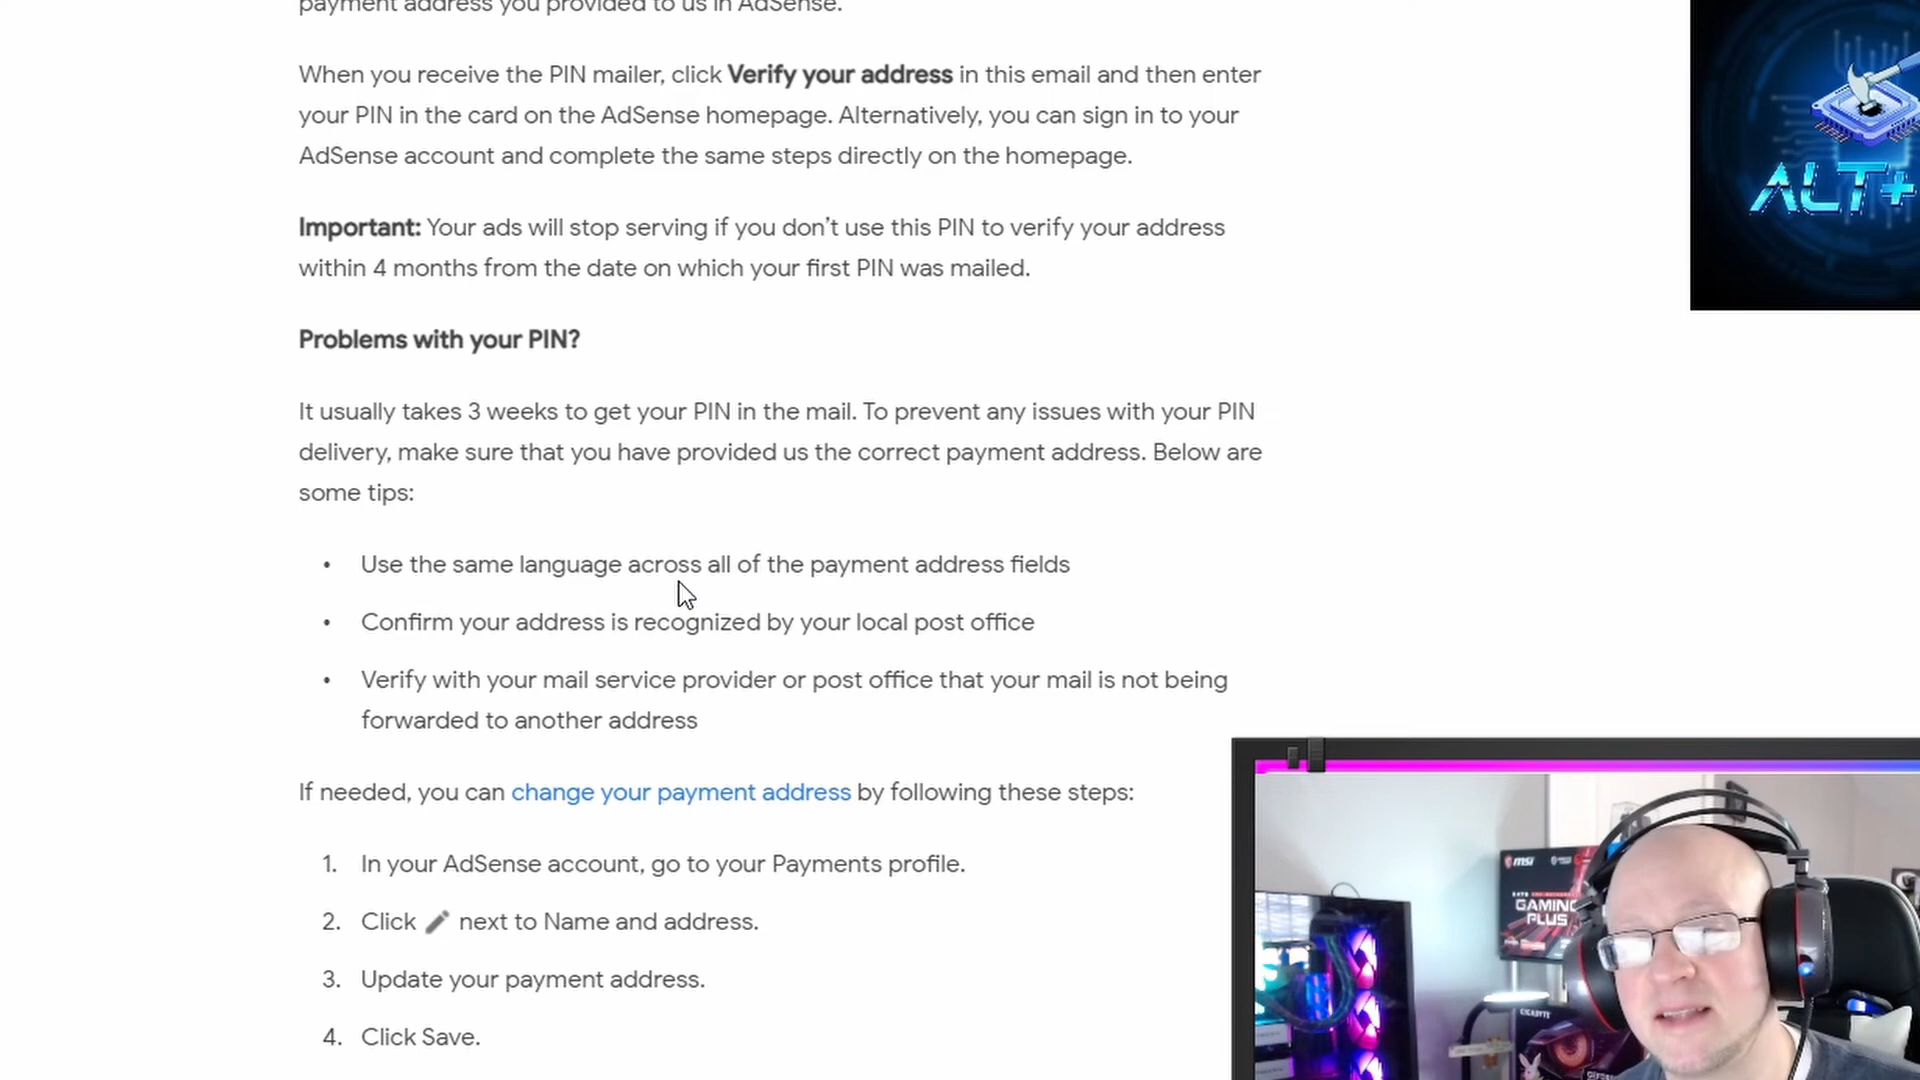 payment address you provided to us in AdSense.
When you receive the PIN mailer, click Verify your address in this email and then enter
your PIN in the card on the AdSense homepage. Alternatively, you can sign in to your
AdSense account and complete the same steps directly on the homepage.
Important: Your ads will stop serving if you don’t use this PIN to verify your address
within 4 months from the date on which your first PIN was mailed.
Problems with your PIN?
It usually takes 3 weeks to get your PIN in the mail. To prevent any issues with your PIN
delivery, make sure that you have provided us the correct payment address. Below are
some tips:
• Use the same language across all of the payment address fields
• Confirm your address is recognized by your local post office
• Verify with your mail service provider or post office that your mail is not being
forwarded to another address
If needed, you can change your payment address by following these steps:
1. In your AdSense account, go to your Payments profile.
2. Click next to Name and address.
3. Update your payment address.
4. Click Save.
ALT+
msi
GAMING
PLUS
GIGABYTE